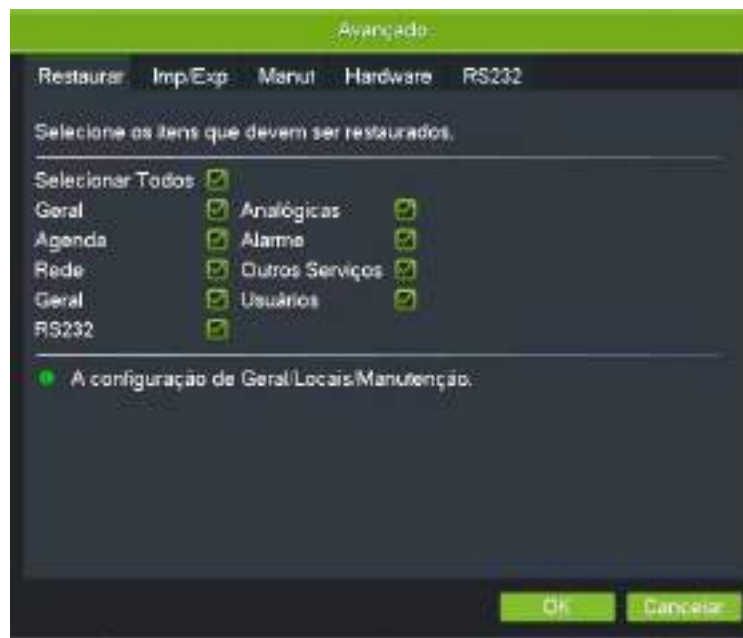 Avançado
Restaurar Imp/Exp Manut Hardware RS232
Selecione os itens que devem ser restaurados.
Selecionar Todos
Geral Analógicas
Agenda Alarme
Rede Outros Serviços
Geral Usuários
RS232
A configuração de Geral/Locais/Manutenção.
OK Cancelar